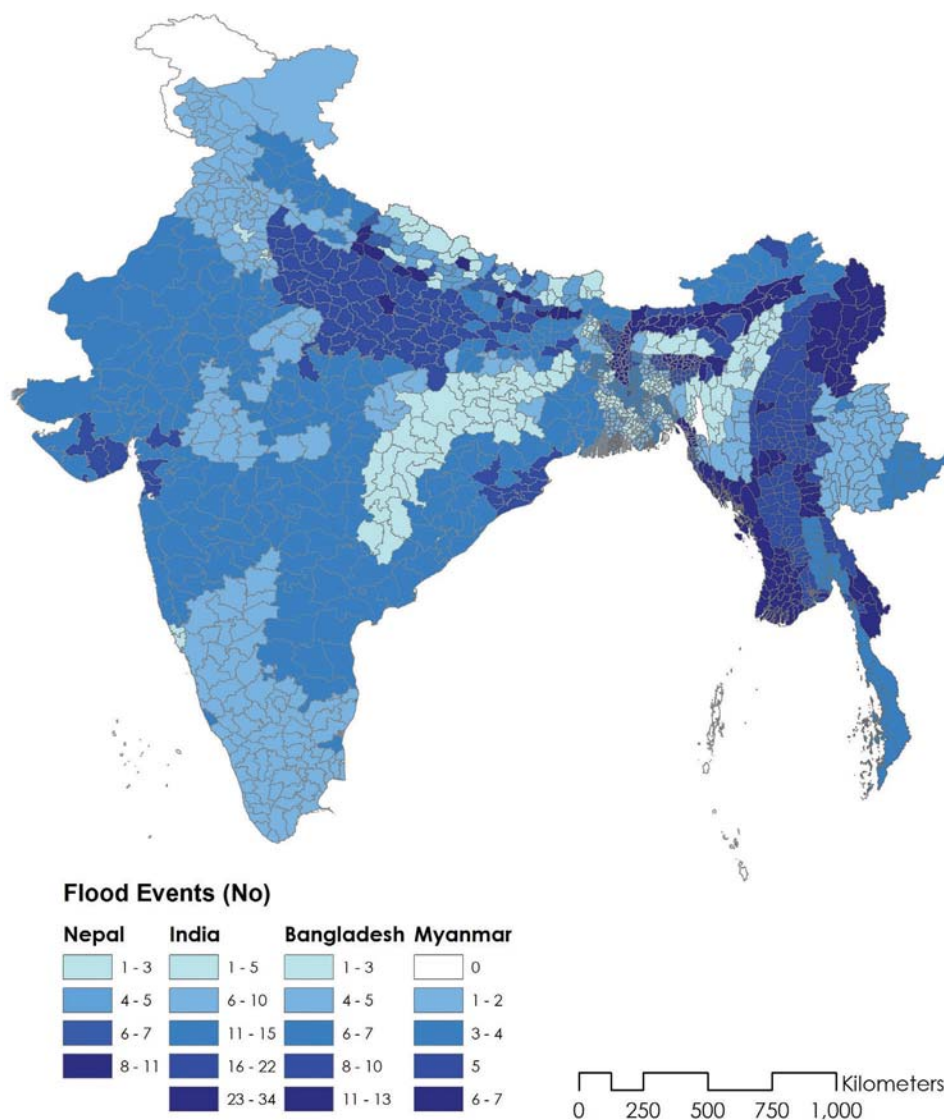 Flood Events (No)
Nepal India Bangladesh Myanmar
1 - 3 1 - 5 1 - 3 0
4 - 5 6 - 10 4 - 5 1 - 2
6 - 7 11 - 15 6 - 7 3 - 4
8 - 11 16 - 22 8 - 10 5
23 - 34 11 - 13 6 - 7
Kilometers
0 250 500 750 1,000